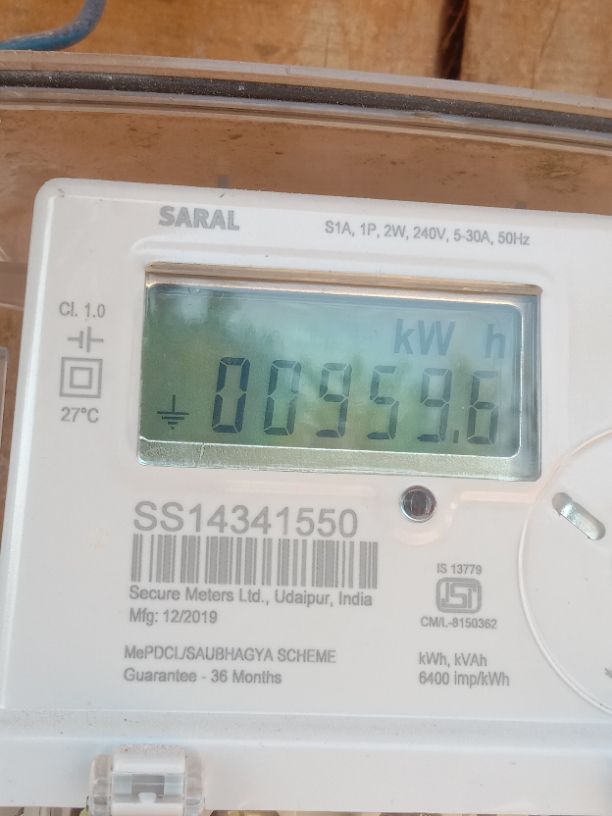 SARAL
S1A, 1P, 2W, 240V, 5-30A, 50Hz
Cl. 1.0
27°C
kW h
00959.6
SS14341550
Secure Meters Ltd., Udaipur, India
Mfg: 12/2019
IS 13779
ISI
CM/L-8150362
MePDCL/SAUBHAGYA SCHEME
Guarantee - 36 Months
kWh, kVAh
6400 imp/kWh